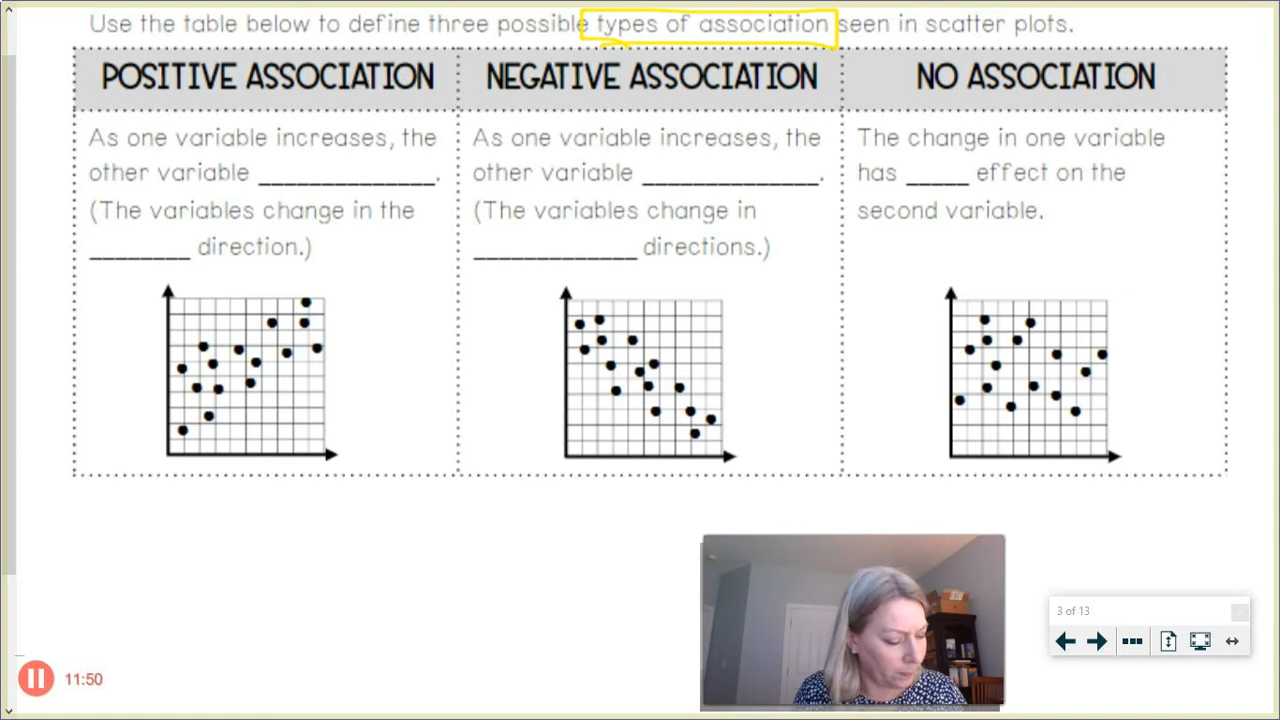 Use the table below to define three possible types of association seen in scatter plots.
POSITIVE ASSOCIATION
As one variable increases, the
other variable ______________.
(The variables change in the
________ direction.)
NEGATIVE ASSOCIATION
As one variable increases, the
other variable ______________.
(The variables change in
_____________ directions.)
NO ASSOCIATION
The change in one variable
has _____ effect on the
second variable.
3 of 13
11:50